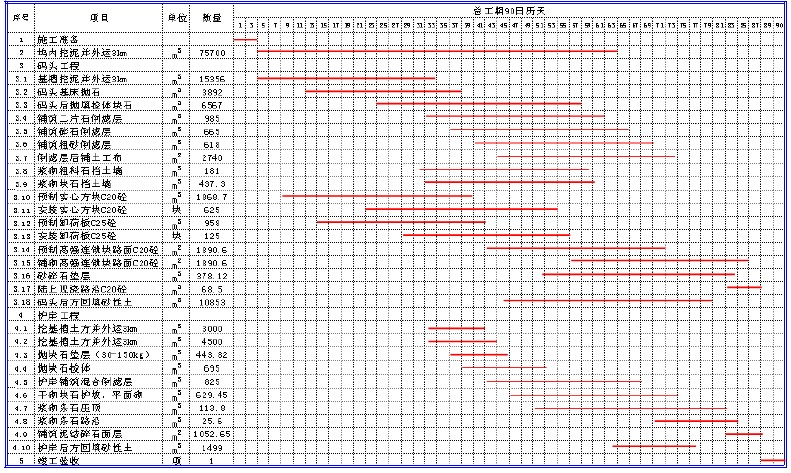 序号 项目 单位 数量 总工期90日历天
1 3 5 7 9 11 13 15 17 19 21 23 25 27 29 31 33 35 37 39 41 43 45 47 49 51 53 55 57 59 61 63 65 67 69 71 73 75 77 79 81 83 85 87 89 90
1 施工准备
2 坞内挖泥并外运3km m3 75700
3 码头工程
3.1 基槽挖泥并外运3km m3 15356
3.2 码头基床抛石 m3 3892
3.3 码头后抛填棱体块石 m3 6567
3.4 铺筑二片石倒滤层 m3 985
3.5 铺筑碎石倒滤层 m3 665
3.6 铺筑粗砂倒滤层 m3 618
3.7 倒滤层后铺土工布 m2 2740
3.8 浆砌粗料石挡土墙 m3 181
3.9 浆砌块石挡土墙 m3 437.3
3.10 预制实心方块C20砼 m3 1868.7
3.11 安装实心方块C20砼 块 625
3.12 预制卸荷板C25砼 m3 958
3.13 安装卸荷板C25砼 块 125
3.14 预制高强连锁块路面C20砼 m2 1890.6
3.15 铺砌高强连锁块路面C20砼 m2 1890.6
3.16 砂碎石垫层 m3 378.12
3.17 陆上现浇路沿C20砼 m3 68.5
3.18 码头后方回填砂性土 m3 10853
4 护岸工程
4.1 挖基槽土方并外运3km m3 3000
4.2 挖基槽土方并外运3km m3 4500
4.3 抛块石垫层（30-150kg） m3 443.82
4.4 抛块石棱体 m3 695
4.5 护岸铺筑混合倒滤层 m3 825
4.6 干砌块石护坡、平面砌 m3 629.45
4.7 浆砌条石压顶 m3 113.8
4.8 浆砌条石路沿 m3 25.6
4.9 铺筑泥结碎石面层 m2 1052.65
4.10 护岸后方回填砂性土 m3 1499
5 竣工验收 项 1